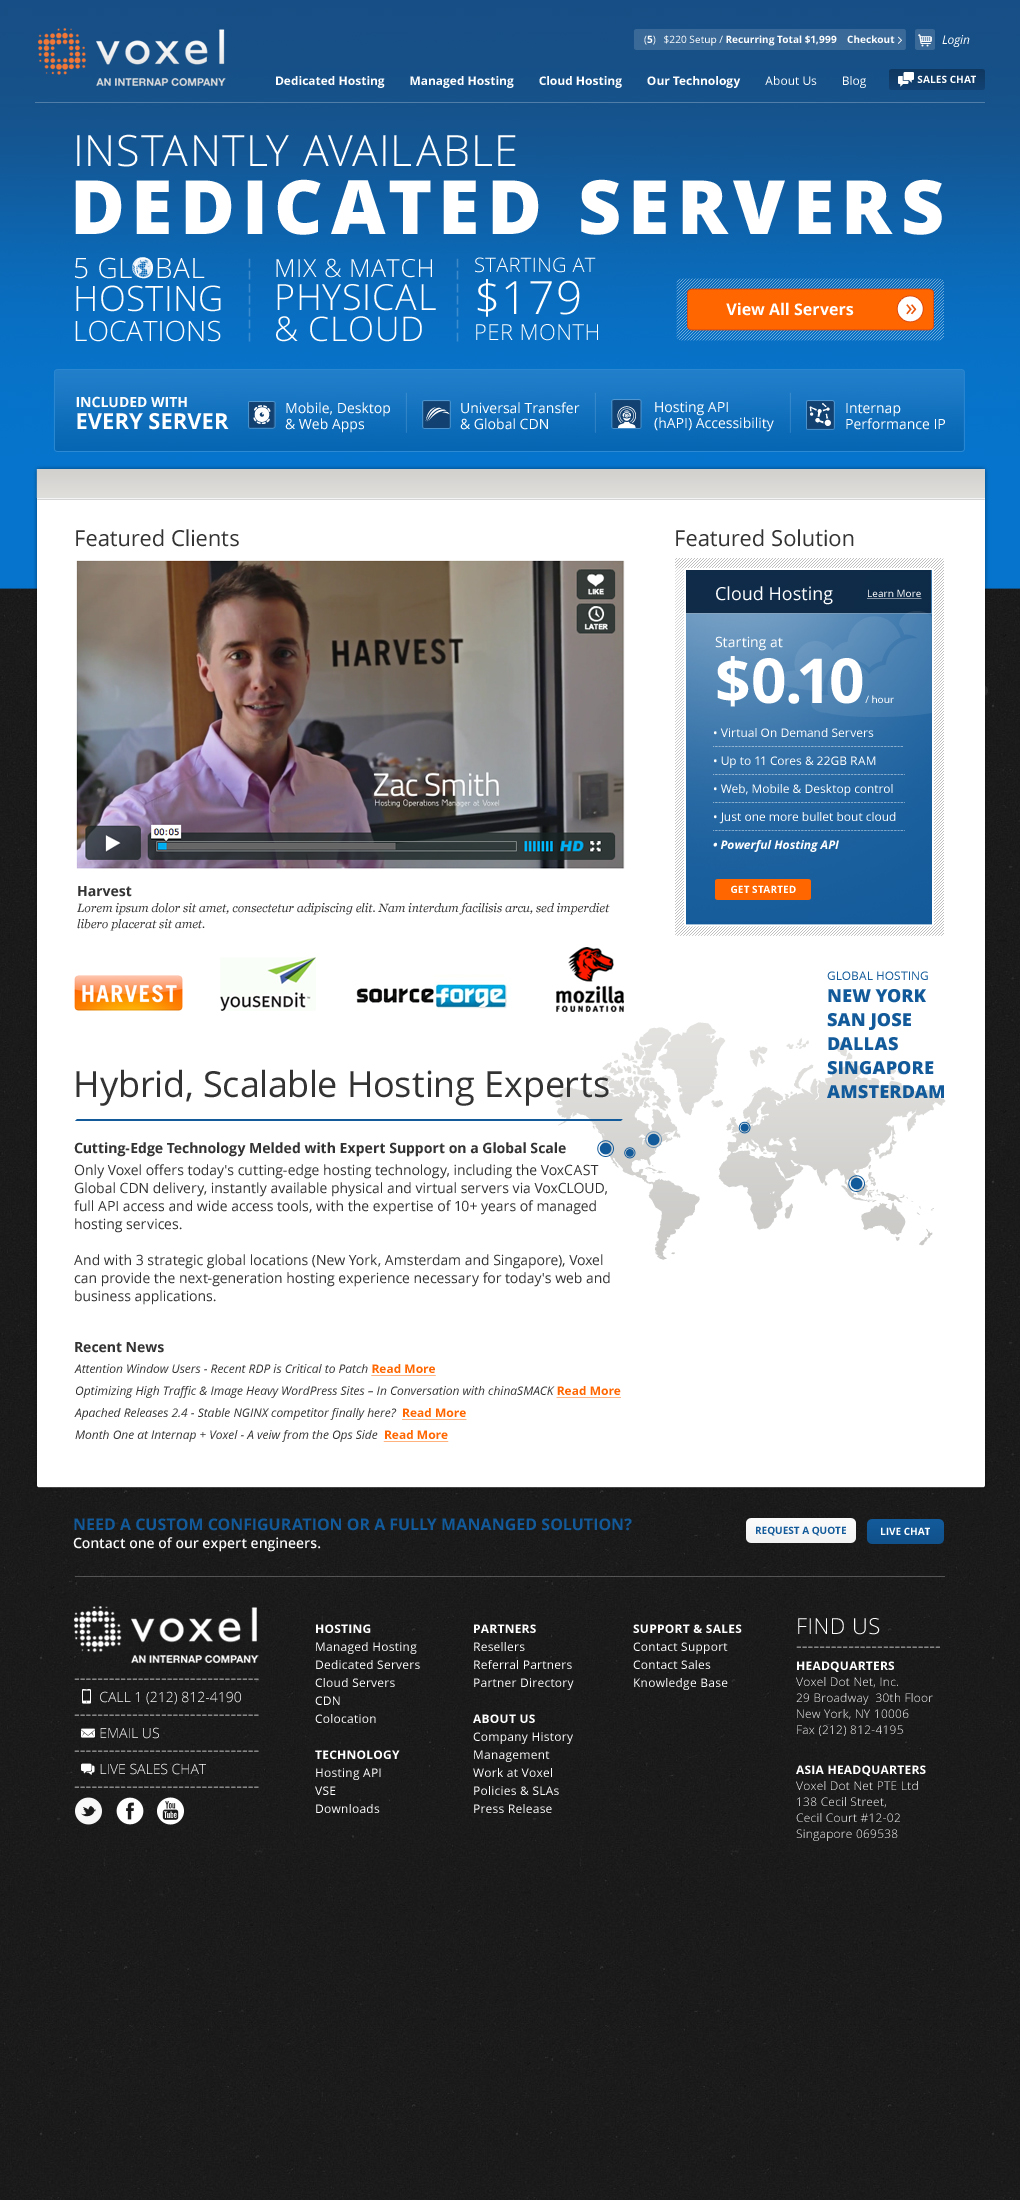 voxel
AN INTERNAP COMPANY
(5) $220 Setup / Recurring Total $1,999 Checkout
Login
Dedicated Hosting
Managed Hosting
Cloud Hosting
Our Technology
About Us
Blog
SALES CHAT
INSTANTLY AVAILABLE
DEDICATED SERVERS
5 GLOBAL
HOSTING
LOCATIONS
MIX & MATCH
PHYSICAL
& CLOUD
STARTING AT
$179
PER MONTH
View All Servers
INCLUDED WITH
EVERY SERVER
Mobile, Desktop
& Web Apps
Universal Transfer
& Global CDN
Hosting API
(hAPI) Accessibility
Internap
Performance IP
Featured Clients
LIKE
LATER
HARVEST
Zac Smith
Hosting Operations Manager at Voxel
00:05
HD
Harvest
Lorem ipsum dolor sit amet, consectetur adipiscing elit. Nam interdum facilisis arcu, sed imperdiet
libero placerat sit amet.
HARVEST
YOUSENDiT
sourceforge
mozilla
FOUNDATION
Featured Solution
Cloud Hosting
Learn More
Starting at
$0.10 / hour
• Virtual On Demand Servers
• Up to 11 Cores & 22GB RAM
• Web, Mobile & Desktop control
• Just one more bullet bout cloud
• Powerful Hosting API
GET STARTED
GLOBAL HOSTING
NEW YORK
SAN JOSE
DALLAS
SINGAPORE
AMSTERDAM
Hybrid, Scalable Hosting Experts
Cutting-Edge Technology Melded with Expert Support on a Global Scale
Only Voxel offers today's cutting-edge hosting technology, including the VoxCAST
Global CDN delivery, instantly available physical and virtual servers via VoxCLOUD,
full API access and wide access tools, with the expertise of 10+ years of managed
hosting services.
And with 3 strategic global locations (New York, Amsterdam and Singapore), Voxel
can provide the next-generation hosting experience necessary for today's web and
business applications.
Recent News
Attention Window Users - Recent RDP is Critical to Patch Read More
Optimizing High Traffic & Image Heavy WordPress Sites – In Conversation with chinaSMACK Read More
Apached Releases 2.4 - Stable NGINX competitor finally here? Read More
Month One at Internap + Voxel - A veiw from the Ops Side Read More
NEED A CUSTOM CONFIGURATION OR A FULLY MANANGED SOLUTION?
Contact one of our expert engineers.
REQUEST A QUOTE
LIVE CHAT
voxel
AN INTERNAP COMPANY
CALL 1 (212) 812-4190
EMAIL US
LIVE SALES CHAT
You
Tube
HOSTING
Managed Hosting
Dedicated Servers
Cloud Servers
CDN
Colocation
TECHNOLOGY
Hosting API
VSE
Downloads
PARTNERS
Resellers
Referral Partners
Partner Directory
ABOUT US
Company History
Management
Work at Voxel
Policies & SLAs
Press Release
SUPPORT & SALES
Contact Support
Contact Sales
Knowledge Base
FIND US
HEADQUARTERS
Voxel Dot Net, Inc.
29 Broadway 30th Floor
New York, NY 10006
Fax (212) 812-4195
ASIA HEADQUARTERS
Voxel Dot Net PTE Ltd
138 Cecil Street,
Cecil Court #12-02
Singapore 069538